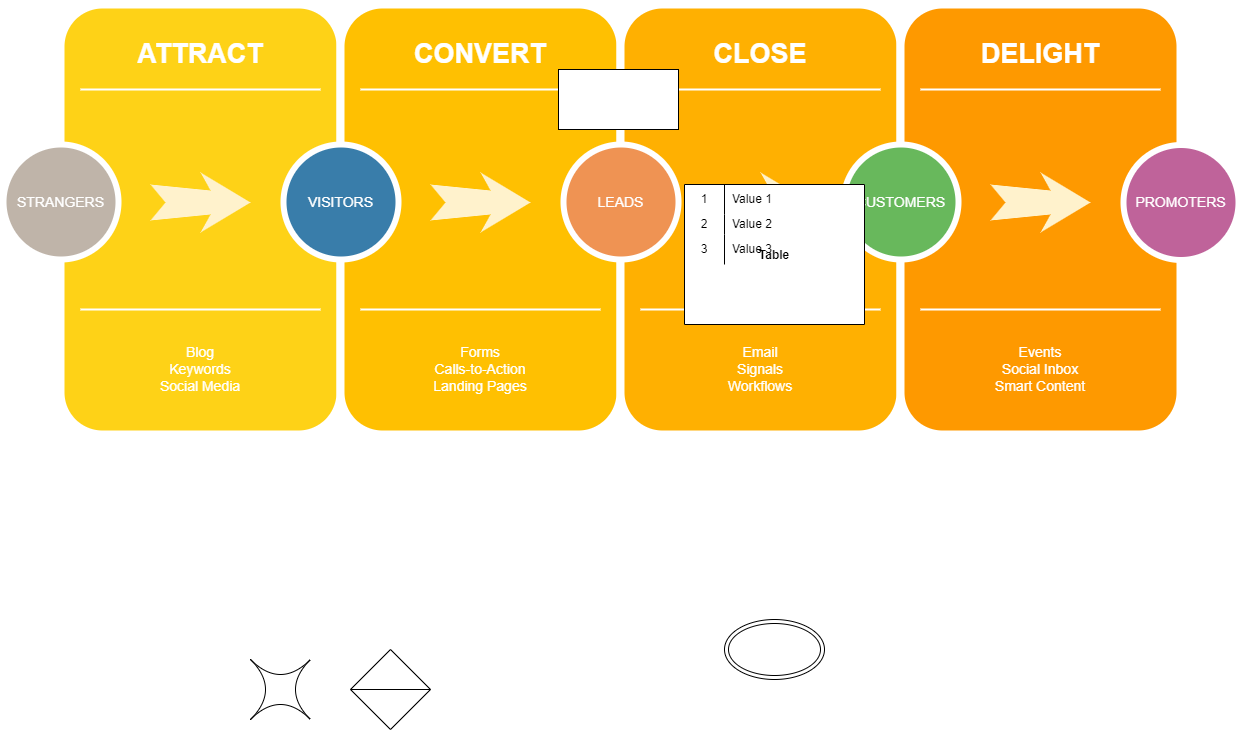 ATTRACT
CONVERT
CLOSE
DELIGHT
STRANGERS
VISITORS
LEADS
CUSTOMERS
PROMOTERS
1 Value 1
2 Value 2
3 Value 3
Table
Blog
Keywords
Social Media
Forms
Calls-to-Action
Landing Pages
Email
Signals
Workflows
Events
Social Inbox
Smart Content